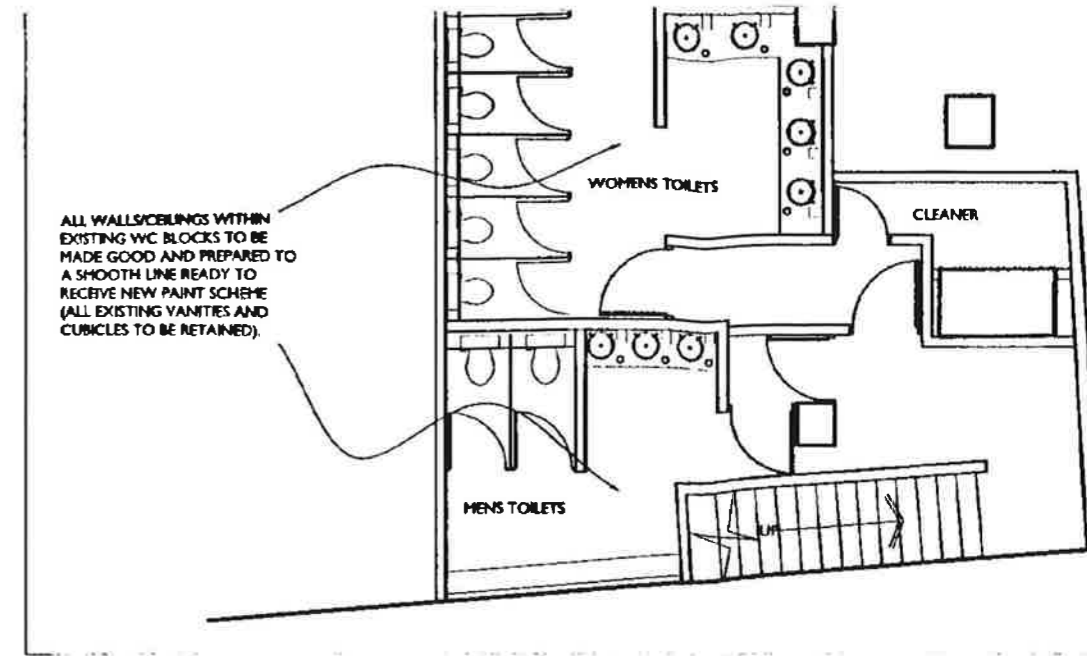 WOMENS TOILETS
CLEANER
ALL WALLS/CEILINGS WITHIN
EXISTING WC BLOCKS TO BE
MADE GOOD AND PREPARED TO
A SMOOTH LINE READY TO
RECEIVE NEW PAINT SCHEME
(ALL EXISTING VANITIES AND
CUBICLES TO BE RETAINED).
MENS TOILETS
UP